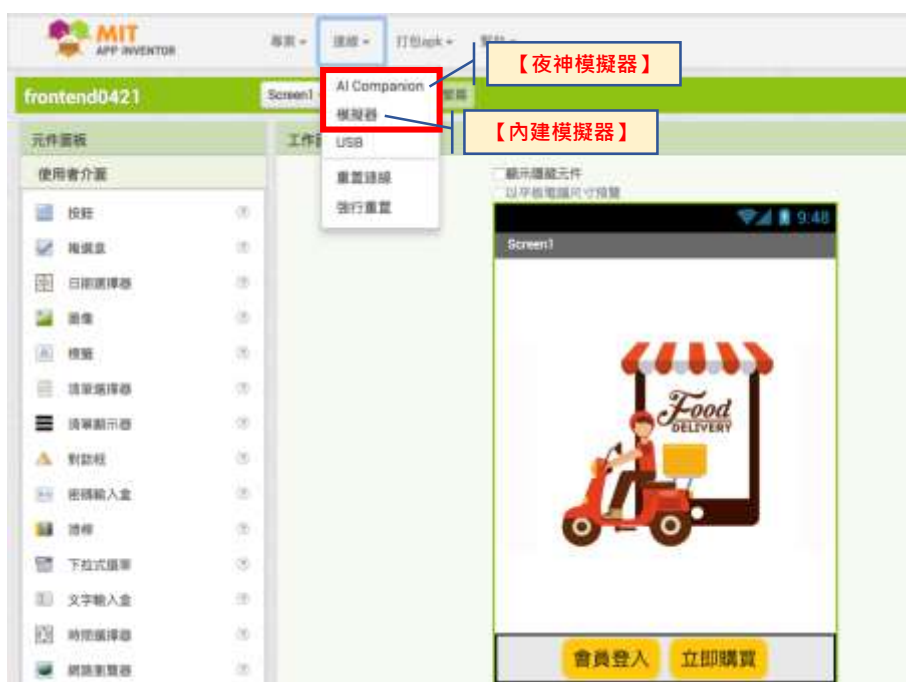 MIT
APP INVENTOR
專案
連線
打包apk
【夜神模擬器】
frontend0421
Screen1
AI Companion
模擬器
【內建模擬器】
元件面板
USB
使用者介面
重置連線
強行重置
顯示隱藏元件
以平板電腦尺寸預覽
9:48
Screen1
按鈕
複選盒
日期選擇器
圖像
標籤
清單選擇器
清單顯示器
對話框
密碼輸入盒
滑桿
下拉式選單
文字輸入盒
時間選擇器
網路瀏覽器
Food
DELIVERY
會員登入
立即購買